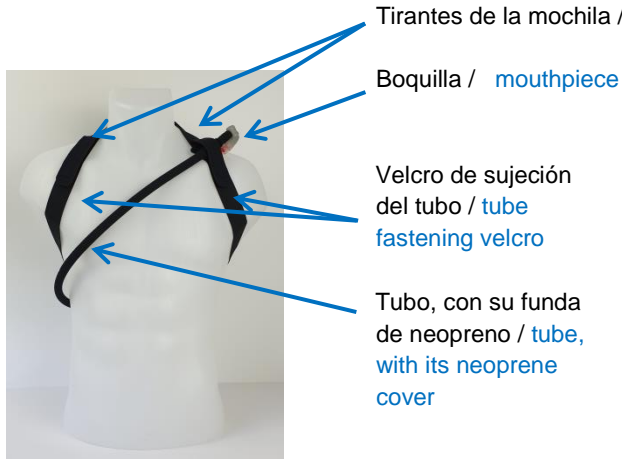 Tirantes de la mochila /
Boquilla / mouthpiece
Velcro de sujeción
del tubo / tube
fastening velcro
Tubo, con su funda
de neopreno / tube,
with its neoprene
cover